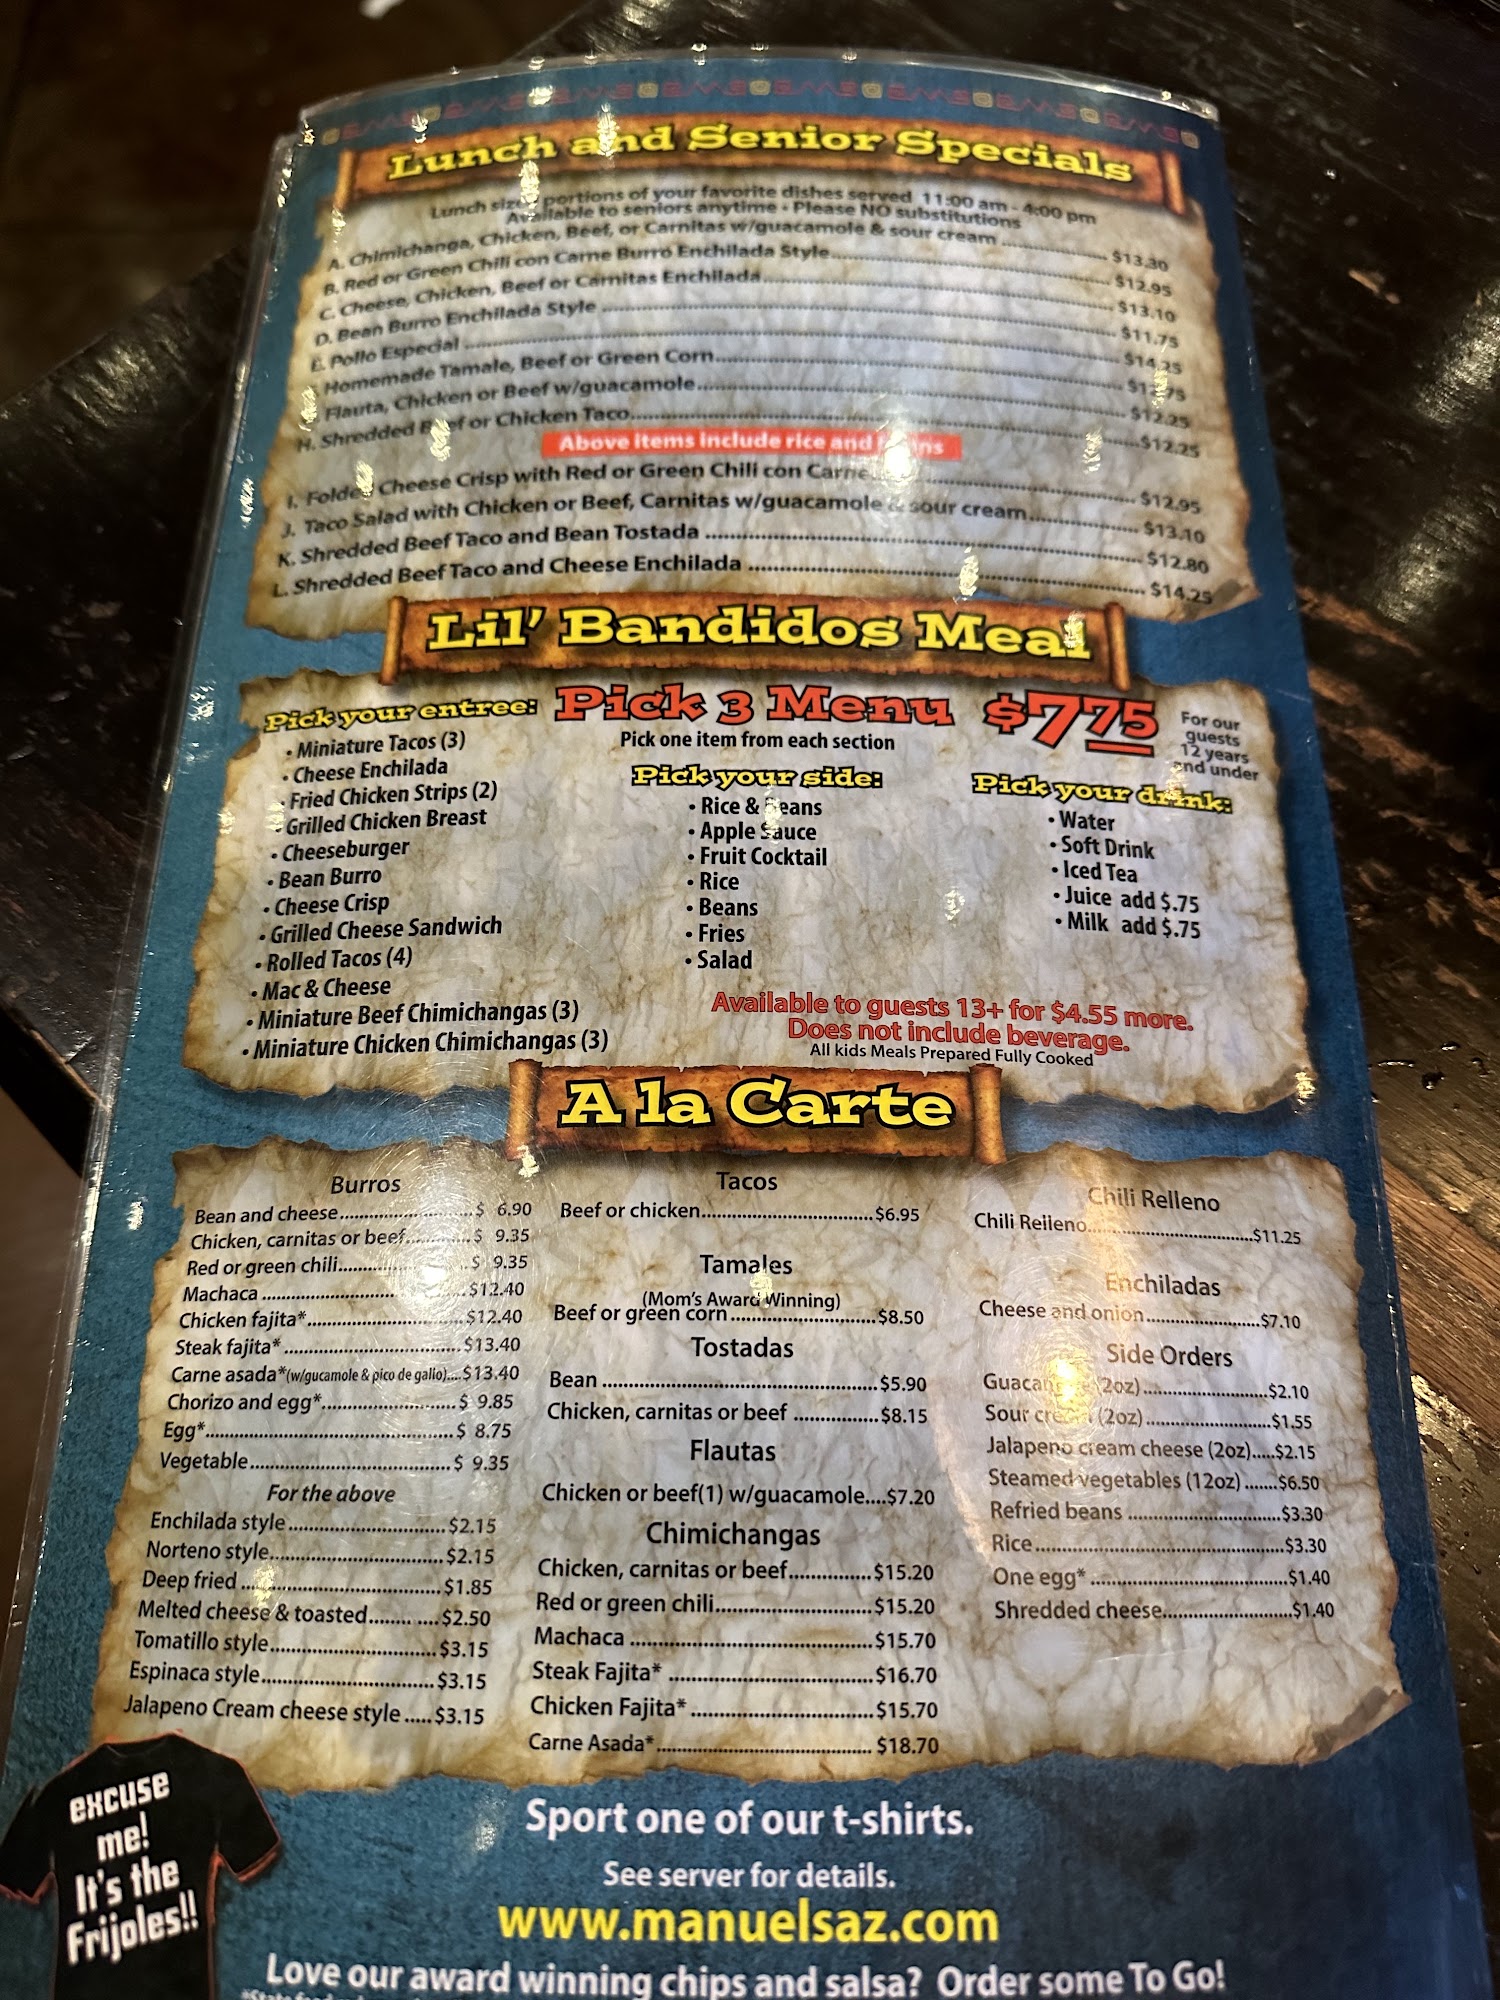 Lunch and Senior Specials
Lunch size portions of your favorite dishes served 11:00 am - 4:00 pm
Available to seniors anytime • Please NO substitutions
A. Chimichanga, Chicken, Beef, or Carnitas w/guacamole & sour cream ........ $13.30
B. Red or Green Chili con Carne Burro Enchilada Style........ $12.95
C. Cheese, Chicken, Beef or Carnitas Enchilada........ $13.10
D. Bean Burro Enchilada Style ........ $11.75
E. Pollo Especial ........ $14.25
Homemade Tamale, Beef or Green Corn........
Flauta, Chicken or Beef w/guacamole........ $12.25
H. Shredded Beef or Chicken Taco........ $12.25
Above items include rice and beans
I. Folded Cheese Crisp with Red or Green Chili con Carne ........ $12.95
J. Taco Salad with Chicken or Beef, Carnitas w/guacamole & sour cream........ $13.10
K. Shredded Beef Taco and Bean Tostada ........ $12.80
L. Shredded Beef Taco and Cheese Enchilada ........ $14.25
Lil' Bandidos Meal
Pick 3 Menu $7.75
Pick one item from each section
For our
guests
12 years
and under
Pick your entree:
• Miniature Tacos (3)
• Cheese Enchilada
• Fried Chicken Strips (2)
• Grilled Chicken Breast
• Cheeseburger
• Bean Burro
• Cheese Crisp
• Grilled Cheese Sandwich
• Rolled Tacos (4)
• Mac & Cheese
• Miniature Beef Chimichangas (3)
• Miniature Chicken Chimichangas (3)
Pick your side:
• Rice & Beans
• Apple Sauce
• Fruit Cocktail
• Rice
• Beans
• Fries
• Salad
Pick your drink:
• Water
• Soft Drink
• Iced Tea
• Juice add $.75
• Milk add $.75
Available to guests 13+ for $4.55 more.
Does not include beverage.
All kids Meals Prepared Fully Cooked
A la Carte
Burros
Bean and cheese........$ 6.90
Chicken, carnitas or beef........$ 9.35
Red or green chili........$ 9.35
Machaca ........$12.40
Chicken fajita*........$12.40
Steak fajita* ........$13.40
Carne asada*(w/gucamole & pico de gallo)....$13.40
Chorizo and egg*........$ 9.85
Egg*........$ 8.75
Vegetable........$ 9.35
For the above
Enchilada style ........$2.15
Norteno style........$2.15
Deep fried ........$1.85
Melted cheese & toasted........$2.50
Tomatillo style........$3.15
Espinaca style........$3.15
Jalapeno Cream cheese style .....$3.15
Tacos
Beef or chicken........$6.95
Tamales
(Mom's Award Winning)
Beef or green corn ........$8.50
Tostadas
Bean ........$5.90
Chicken, carnitas or beef ........$8.15
Flautas
Chicken or beef(1) w/guacamole....$7.20
Chimichangas
Chicken, carnitas or beef........$15.20
Red or green chili........$15.20
Machaca ........$15.70
Steak Fajita* ........$16.70
Chicken Fajita* ........$15.70
Carne Asada*........ $18.70
Chili Relleno
Chili Relleno........$11.25
Enchiladas
Cheese and onion........$7.10
Side Orders
Guacamole (2oz) ........$2.10
Sour cream (2oz)........$1.55
Jalapeno cream cheese (2oz).....$2.15
Steamed vegetables (12oz) .......$6.50
Refried beans ........$3.30
Rice........$3.30
One egg* ........$1.40
Shredded cheese........$1.40
excuse
me!
It's the
Frijoles!!
Sport one of our t-shirts.
See server for details.
www.manuelsaz.com
Love our award winning chips and salsa? Order some To Go!